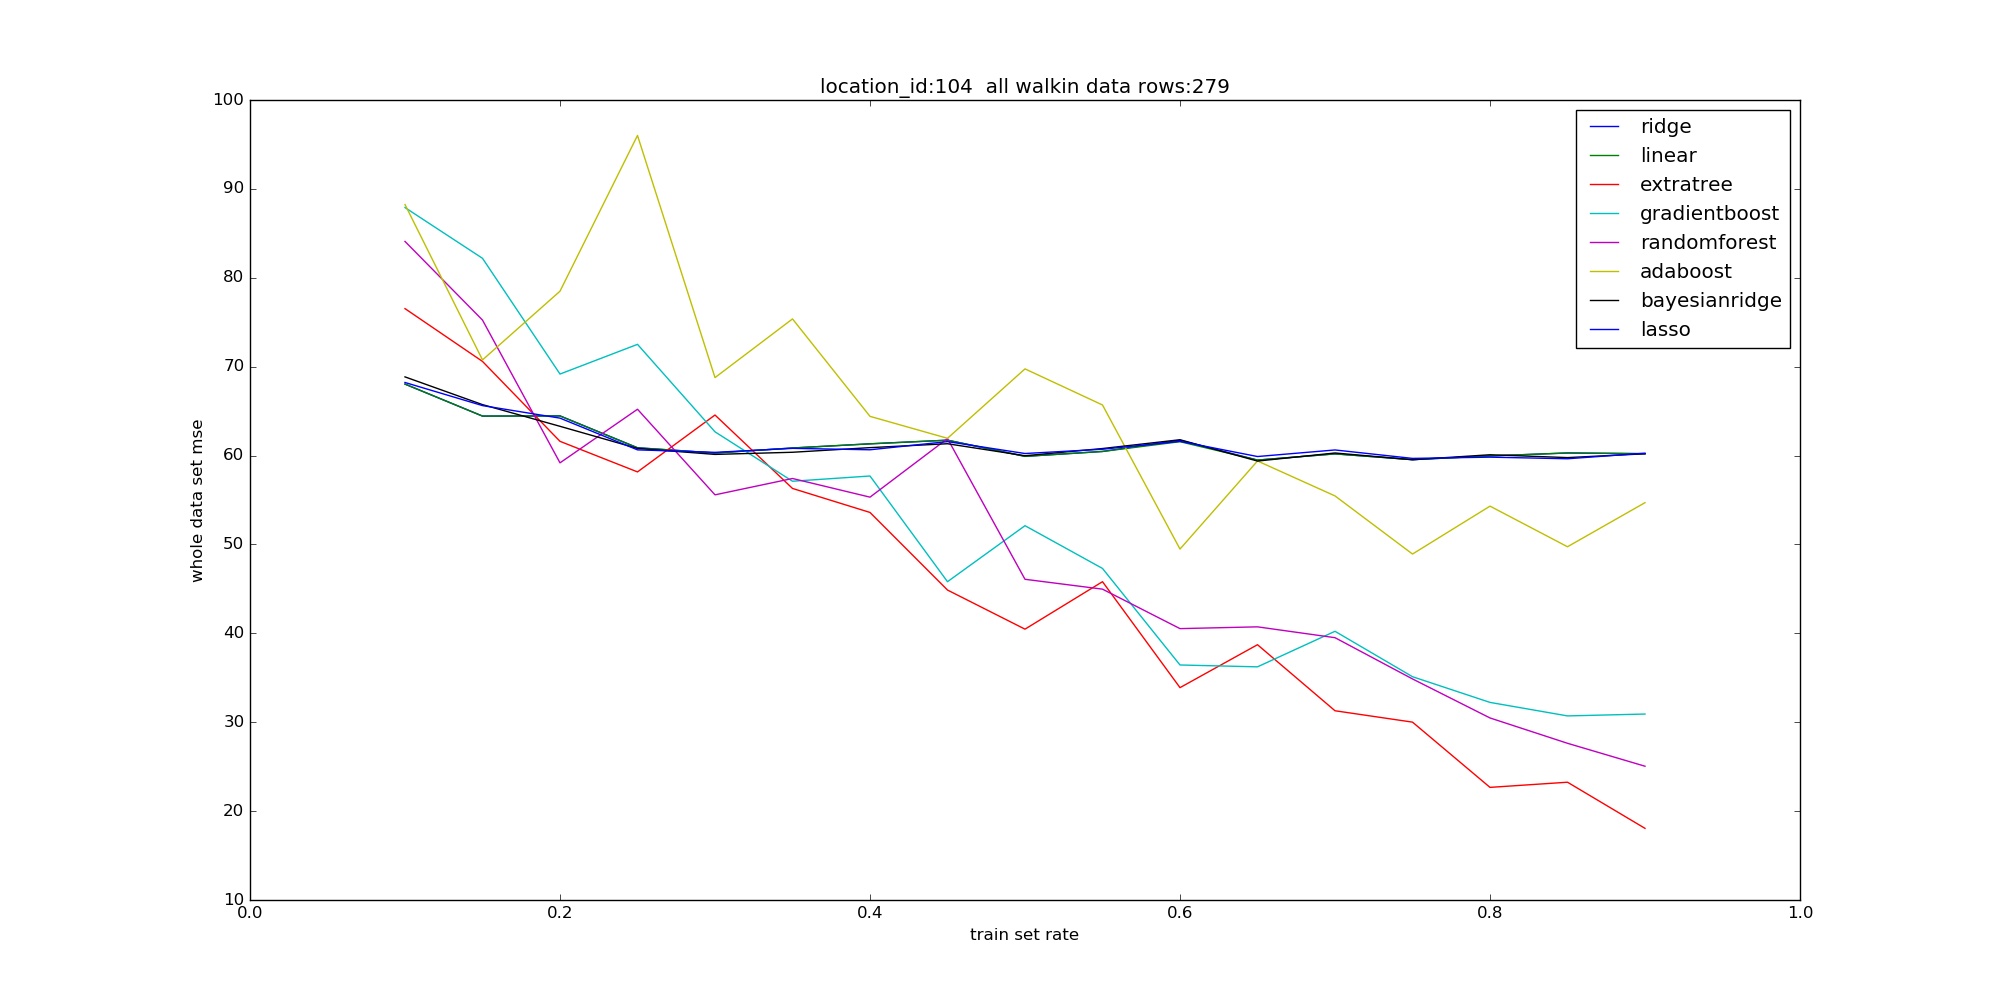 location_id:104  all walkin data rows:279
100
90
80
70
60
50
40
30
20
10
whole data set mse
ridge
linear
extratree
gradientboost
randomforest
adaboost
bayesianridge
lasso
0.0 0.2 0.4 0.6 0.8 1.0
train set rate